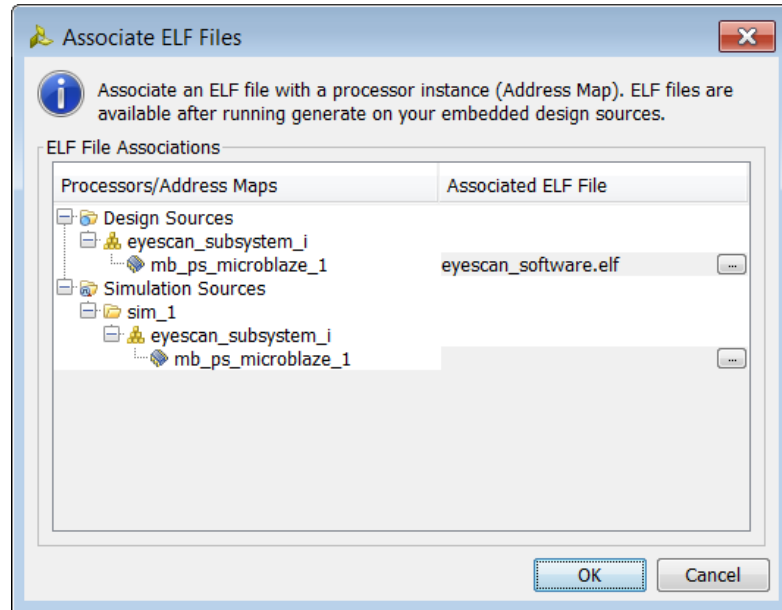 Associate ELF Files
Associate an ELF file with a processor instance (Address Map). ELF files are
available after running generate on your embedded design sources.
ELF File Associations
Processors/Address Maps Associated ELF File
Design Sources
eyescan_subsystem_i
mb_ps_microblaze_1 eyescan_software.elf ...
Simulation Sources
sim_1
eyescan_subsystem_i
mb_ps_microblaze_1 ...
OK Cancel